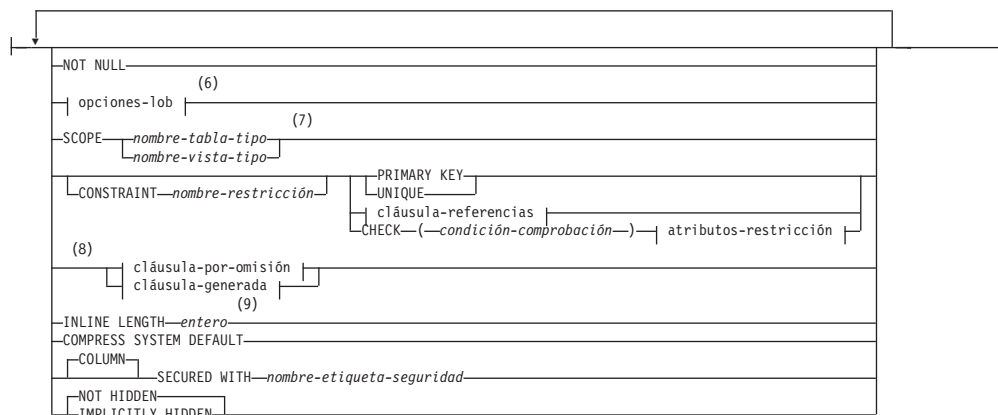 NOT NULL
(6)
opciones-lob
(7)
SCOPE nombre-tabla-tipo
nombre-vista-tipo
PRIMARY KEY
CONSTRAINT nombre-restricción UNIQUE
cláusula-referencias
CHECK ( condición-comprobación ) atributos-restricción
(8)
cláusula-por-omisión
cláusula-generada
(9)
INLINE LENGTH entero
COMPRESS SYSTEM DEFAULT
COLUMN
SECURED WITH nombre-etiqueta-seguridad
NOT HIDDEN
IMPLICITLY HIDDEN